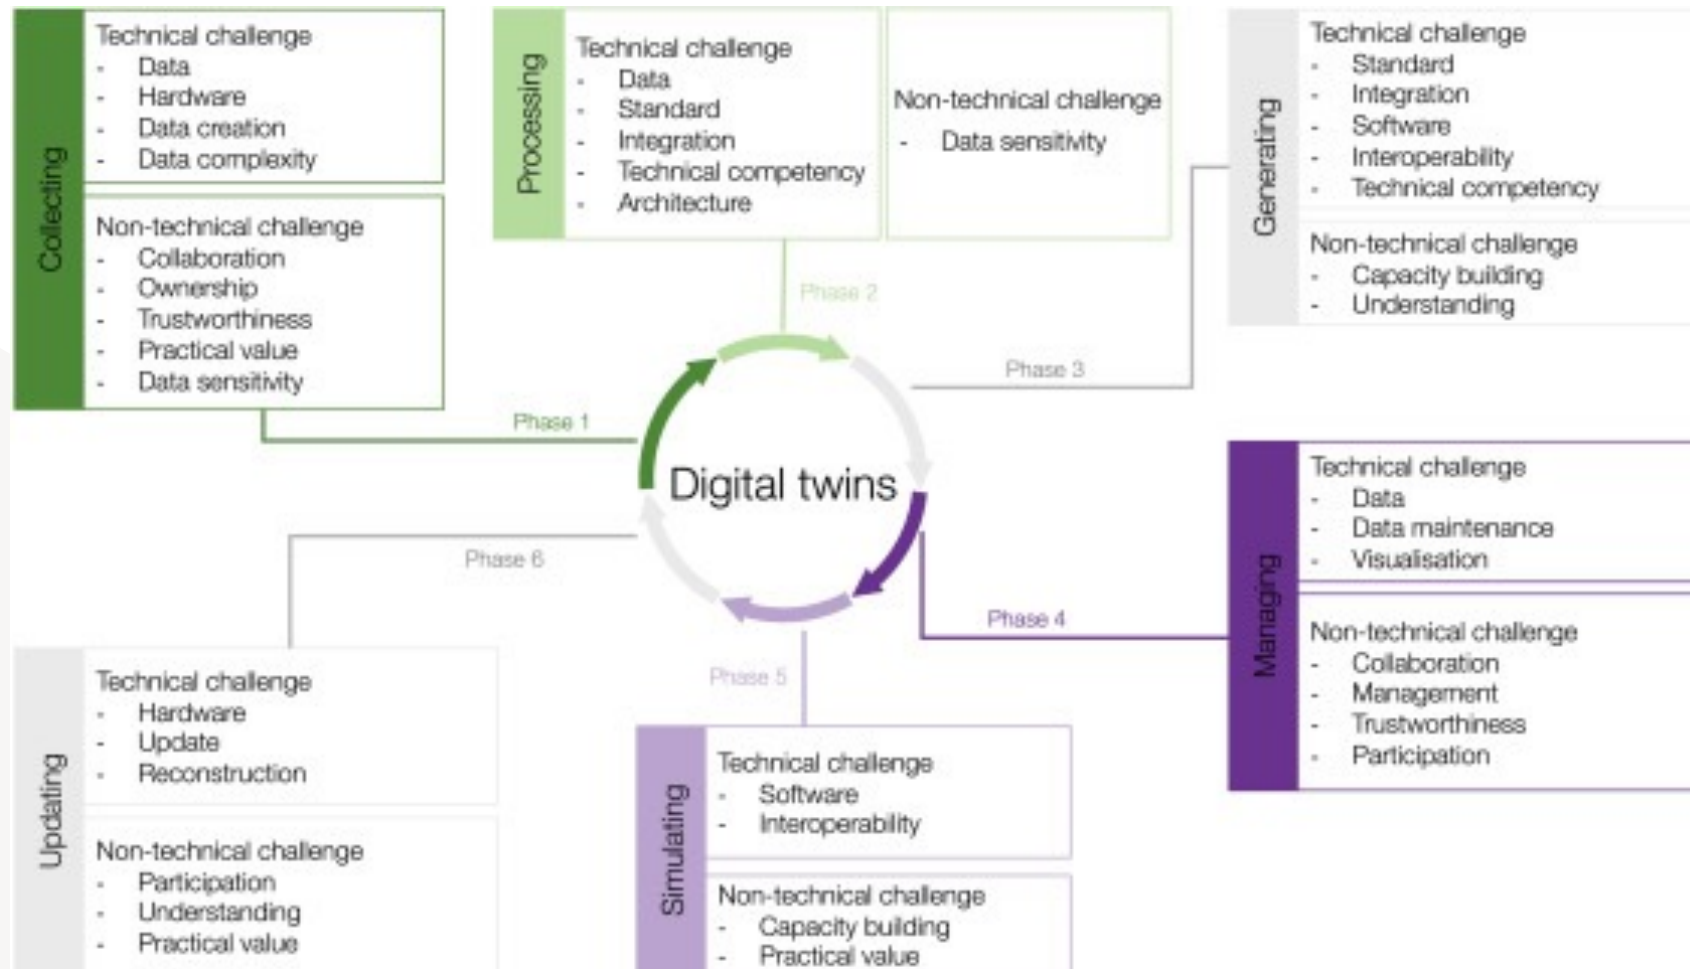 Collecting
Technical challenge
- Data
- Hardware
- Data creation
- Data complexity
Non-technical challenge
- Collaboration
- Ownership
- Trustworthiness
- Practical value
- Data sensitivity
Phase 1
Processing
Technical challenge
- Data
- Standard
- Integration
- Technical competency
- Architecture
Non-technical challenge
- Data sensitivity
Phase 2
Generating
Technical challenge
- Standard
- Integration
- Software
- Interoperability
- Technical competency
Non-technical challenge
- Capacity building
- Understanding
Phase 3
Digital twins
Managing
Technical challenge
- Data
- Data maintenance
- Visualisation
Non-technical challenge
- Collaboration
- Management
- Trustworthiness
- Participation
Phase 4
Phase 5
Simulating
Technical challenge
- Software
- Interoperability
Non-technical challenge
- Capacity building
- Practical value
Phase 6
Updating
Technical challenge
- Hardware
- Update
- Reconstruction
Non-technical challenge
- Participation
- Understanding
- Practical value